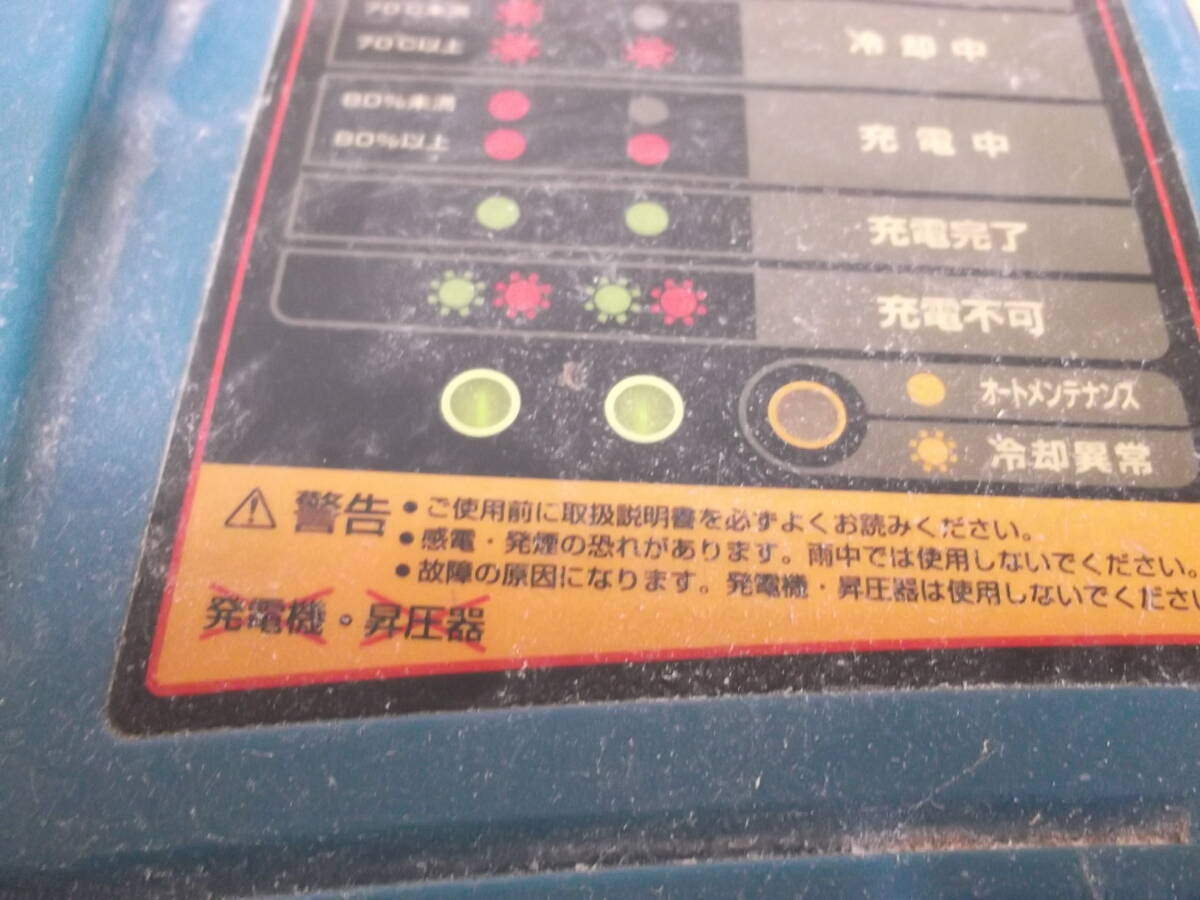 70℃未満
70℃以上 冷却中
80%未満
80%以上 充電中
充電完了
充電不可
オートメンテナンス
冷却異常
警告 ●ご使用前に取扱説明書を必ずよくお読みください。
●感電・発煙の恐れがあります。雨中では使用しないでください。
●故障の原因になります。発電機・昇圧器は使用しないでくださ
発電機・昇圧器